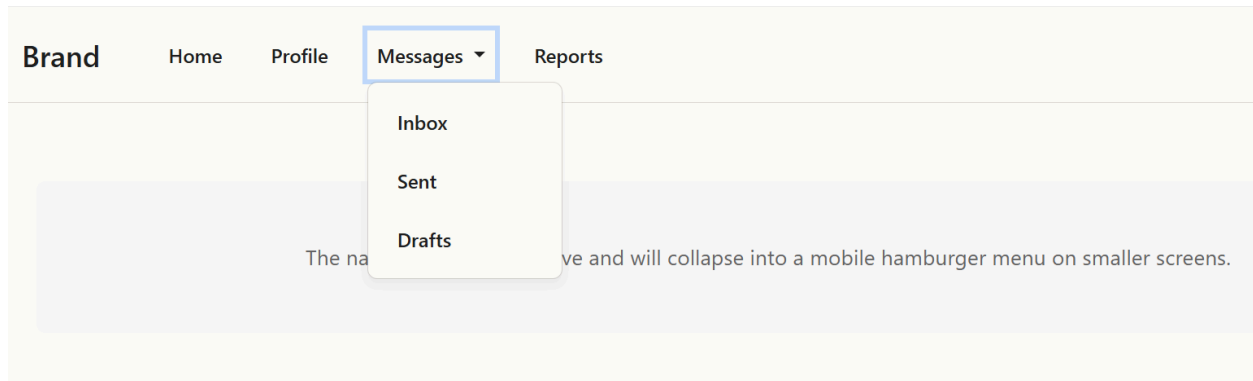 Brand Home Profile Messages Reports
Inbox
Sent
Drafts
The ve and will collapse into a mobile hamburger menu on smaller screens.